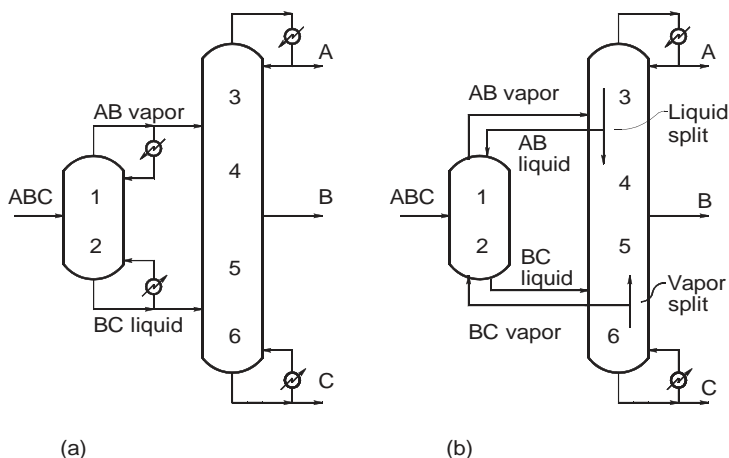 A
3
AB vapor
4
ABC
1
B
2
5
BC liquid
6
C
(a)
A
3
AB vapor
Liquid
split
AB
liquid
4
ABC
1
B
2
5
BC
liquid
Vapor
split
BC vapor
6
C
(b)